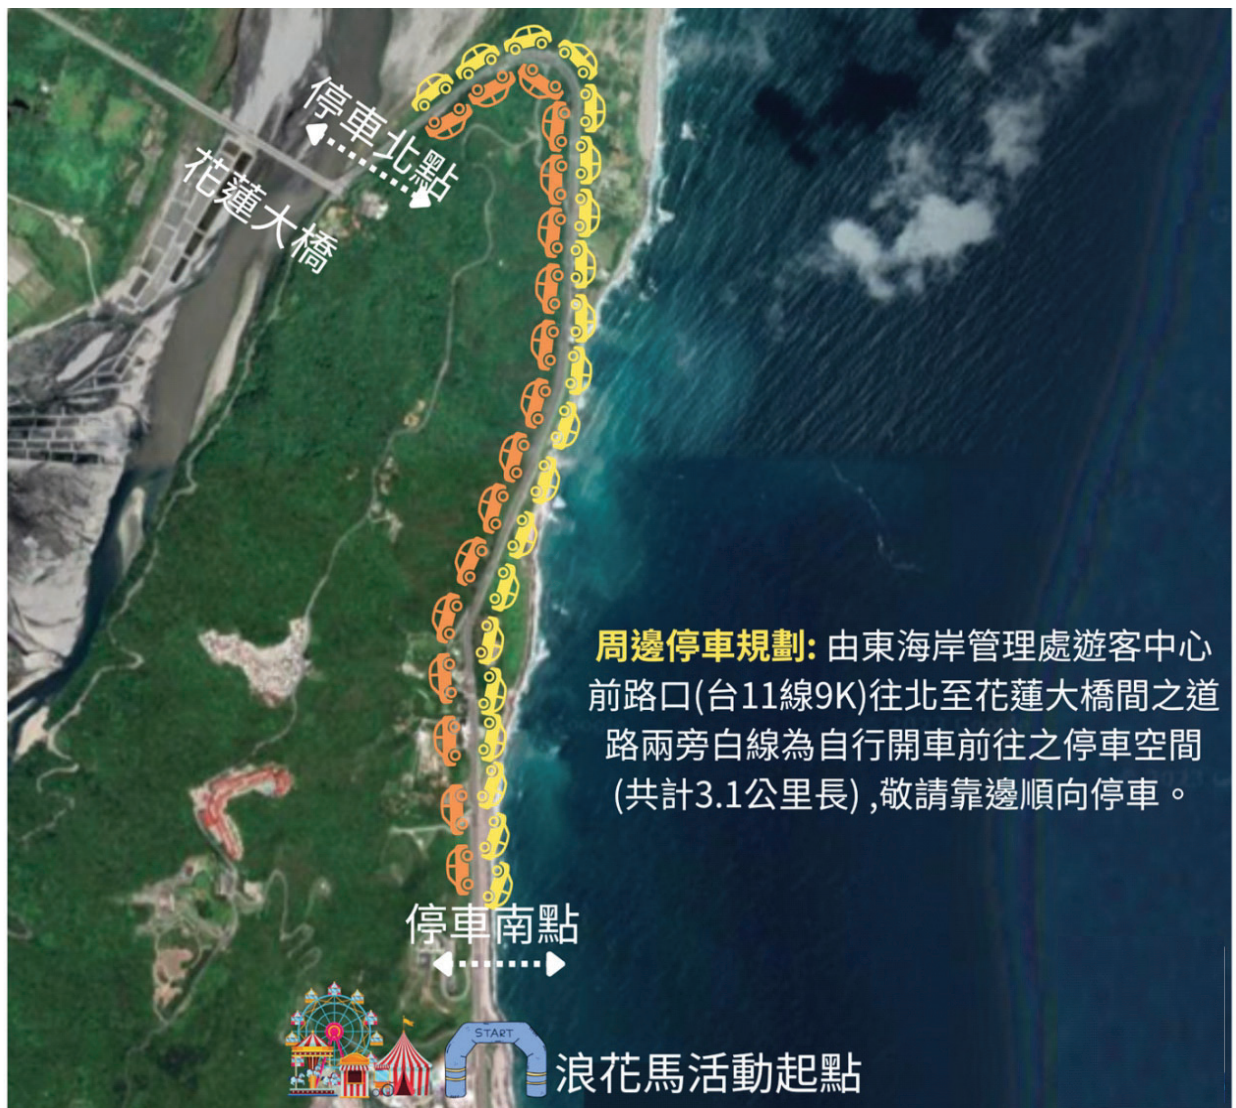 停車北點
花蓮大橋
周邊停車規劃: 由東海岸管理處遊客中心
前路口(台11線9K)往北至花蓮大橋間之道
路兩旁白線為自行開車前往之停車空間
(共計3.1公里長) ,敬請靠邊順向停車。
停車南點
START
浪花馬活動起點